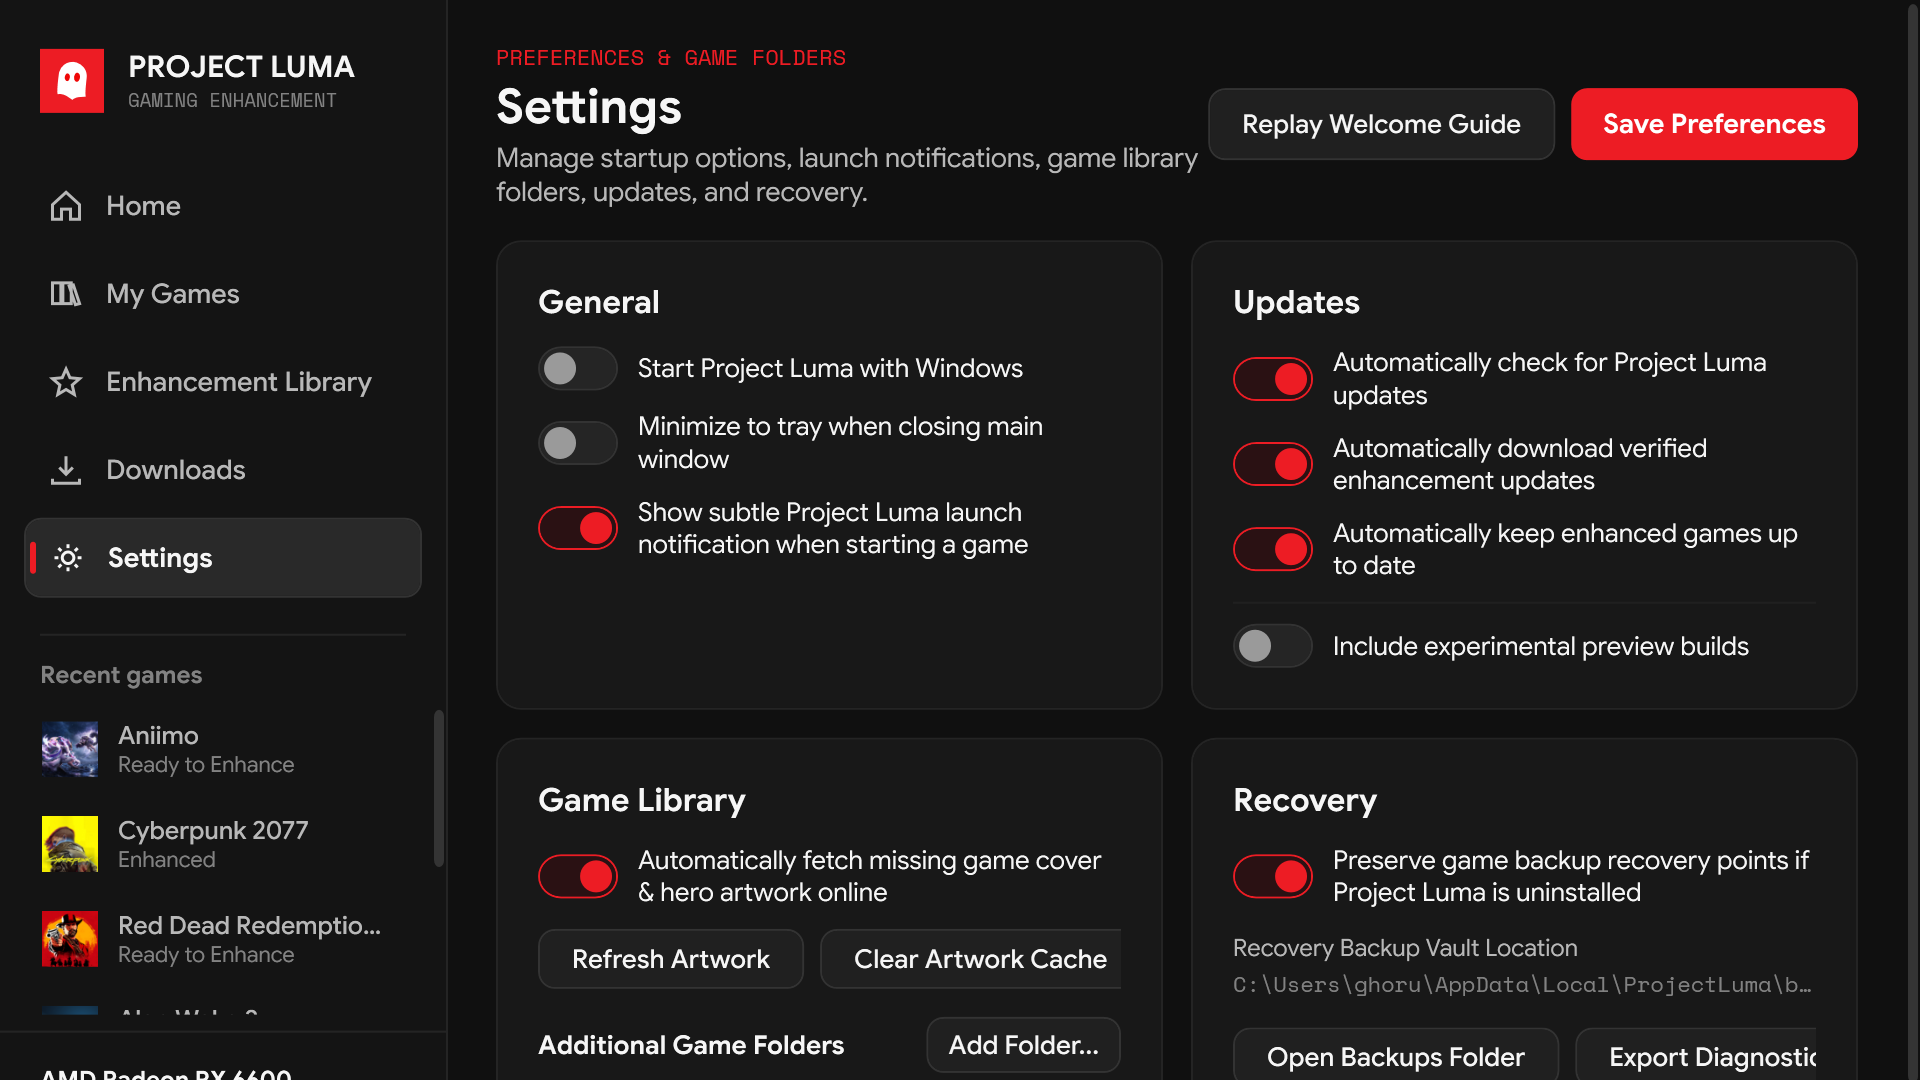 PROJECT LUMA
GAMING ENHANCEMENT
Home
My Games
Enhancement Library
Downloads
Settings
Recent games
Aniimo
Ready to Enhance
Cyberpunk 2077
Enhanced
Red Dead Redemptio...
Ready to Enhance
AMD Radeon RX 6600
PREFERENCES & GAME FOLDERS
Settings
Manage startup options, launch notifications, game library
folders, updates, and recovery.
Replay Welcome Guide
Save Preferences
General
Start Project Luma with Windows
Minimize to tray when closing main
window
Show subtle Project Luma launch
notification when starting a game
Updates
Automatically check for Project Luma
updates
Automatically download verified
enhancement updates
Automatically keep enhanced games up
to date
Include experimental preview builds
Game Library
Automatically fetch missing game cover
& hero artwork online
Refresh Artwork
Clear Artwork Cache
Additional Game Folders
Add Folder...
Recovery
Preserve game backup recovery points if
Project Luma is uninstalled
Recovery Backup Vault Location
C:\Users\ghoru\AppData\Local\ProjectLuma\b...
Open Backups Folder
Export Diagnostic